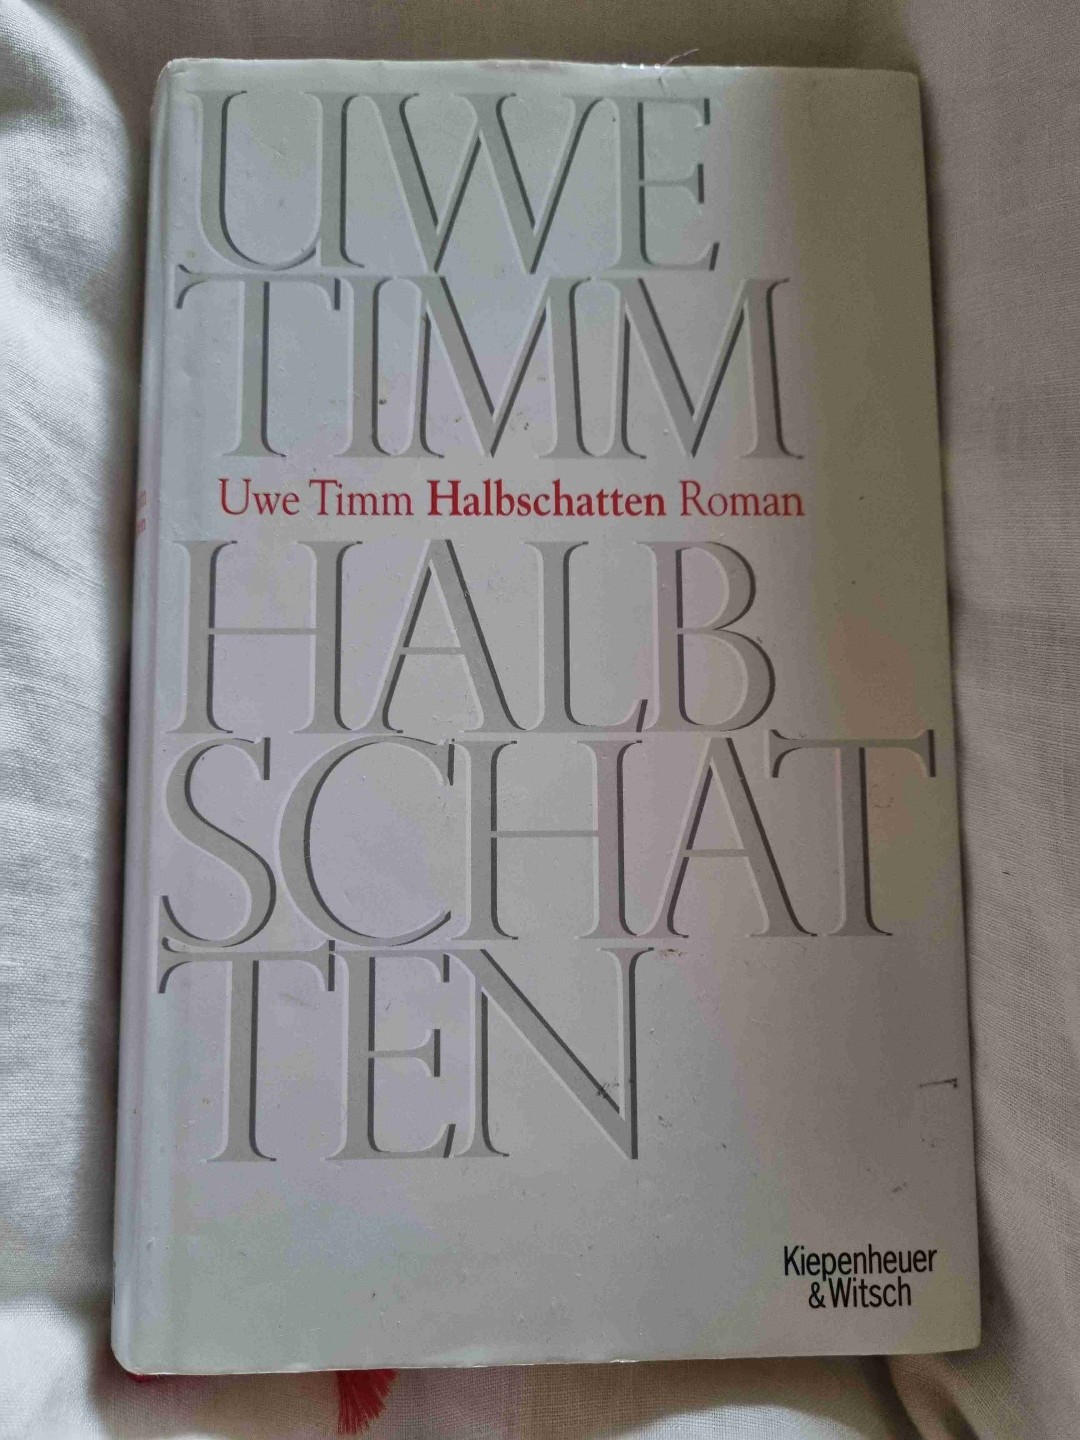 UWE
TIMM
Uwe Timm Halbschatten Roman
HALB
SCHAT
TEN
Kiepenheuer
&Witsch